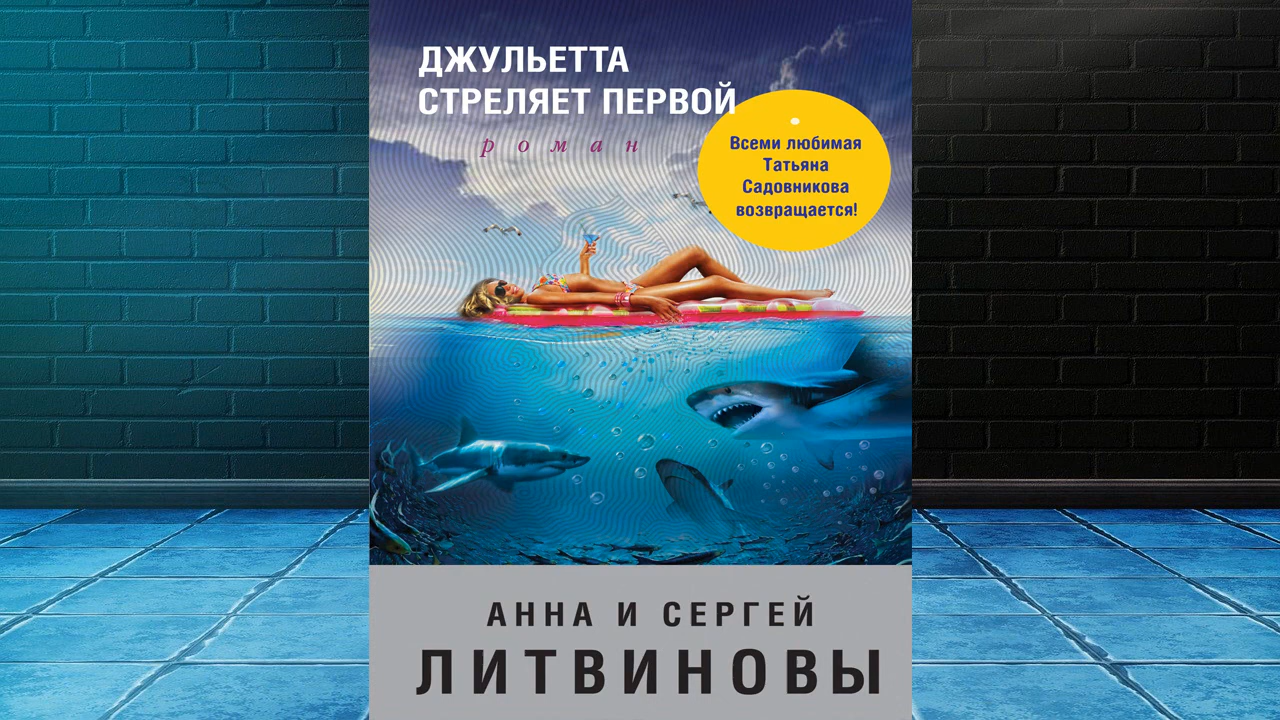 ДЖУЛЬЕТТА
СТРЕЛЯЕТ ПЕРВОЙ
роман
Всеми любимая
Татьяна
Садовникова
возвращается!
АННА И СЕРГЕЙ
ЛИТВИНОВЫ